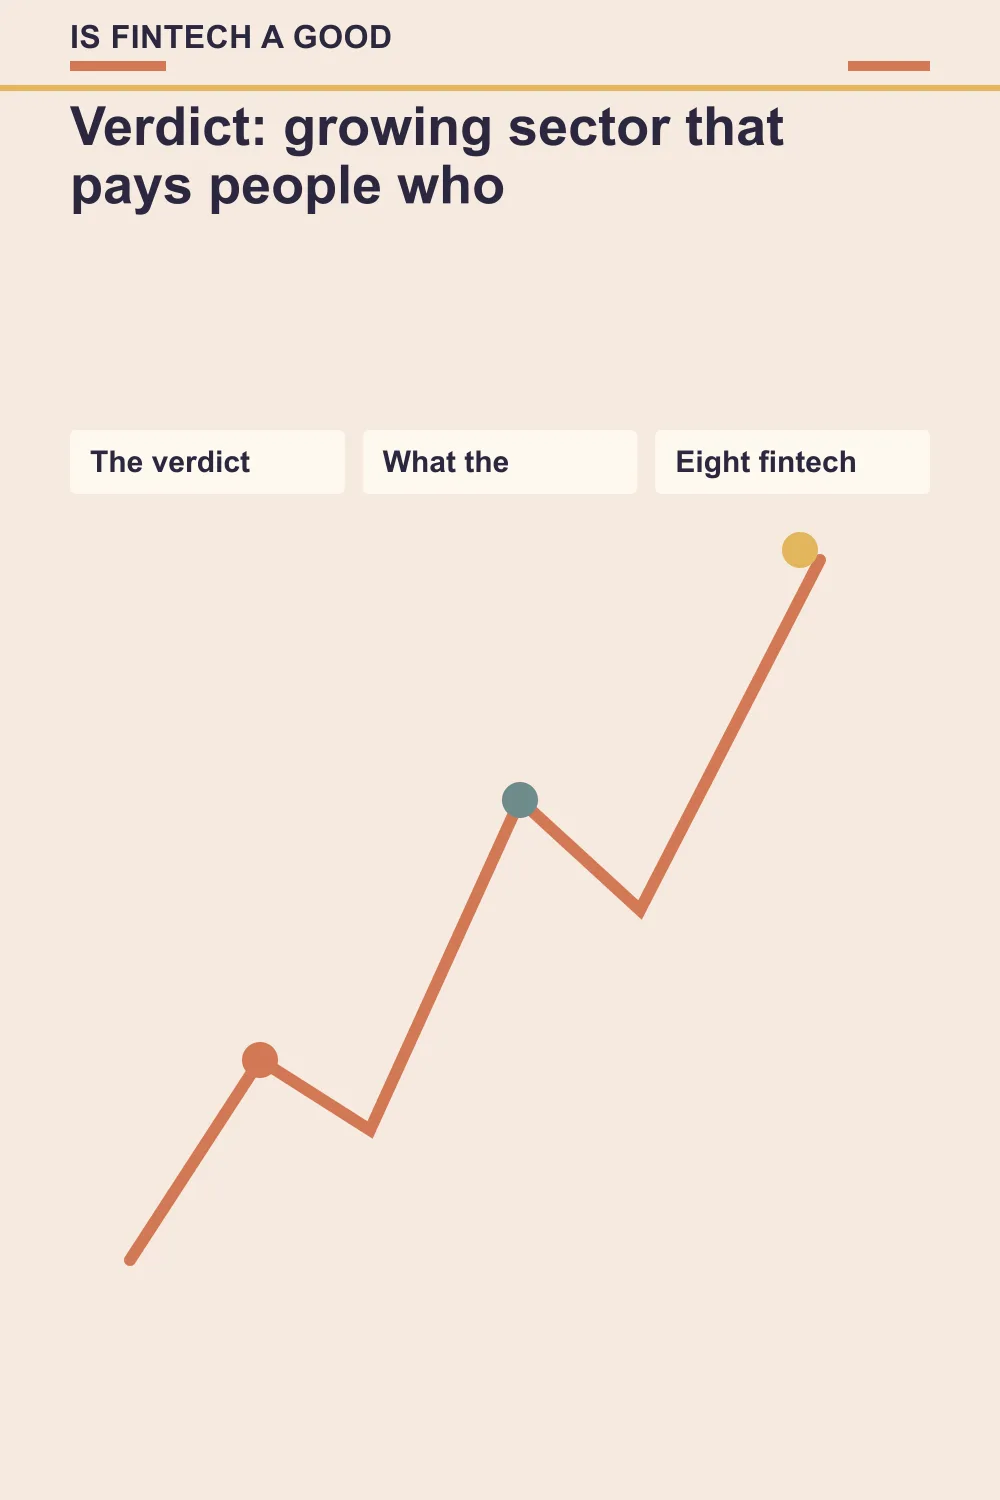 IS FINTECH A GOOD
Verdict: growing sector that
pays people who
The verdict
What the
Eight fintech